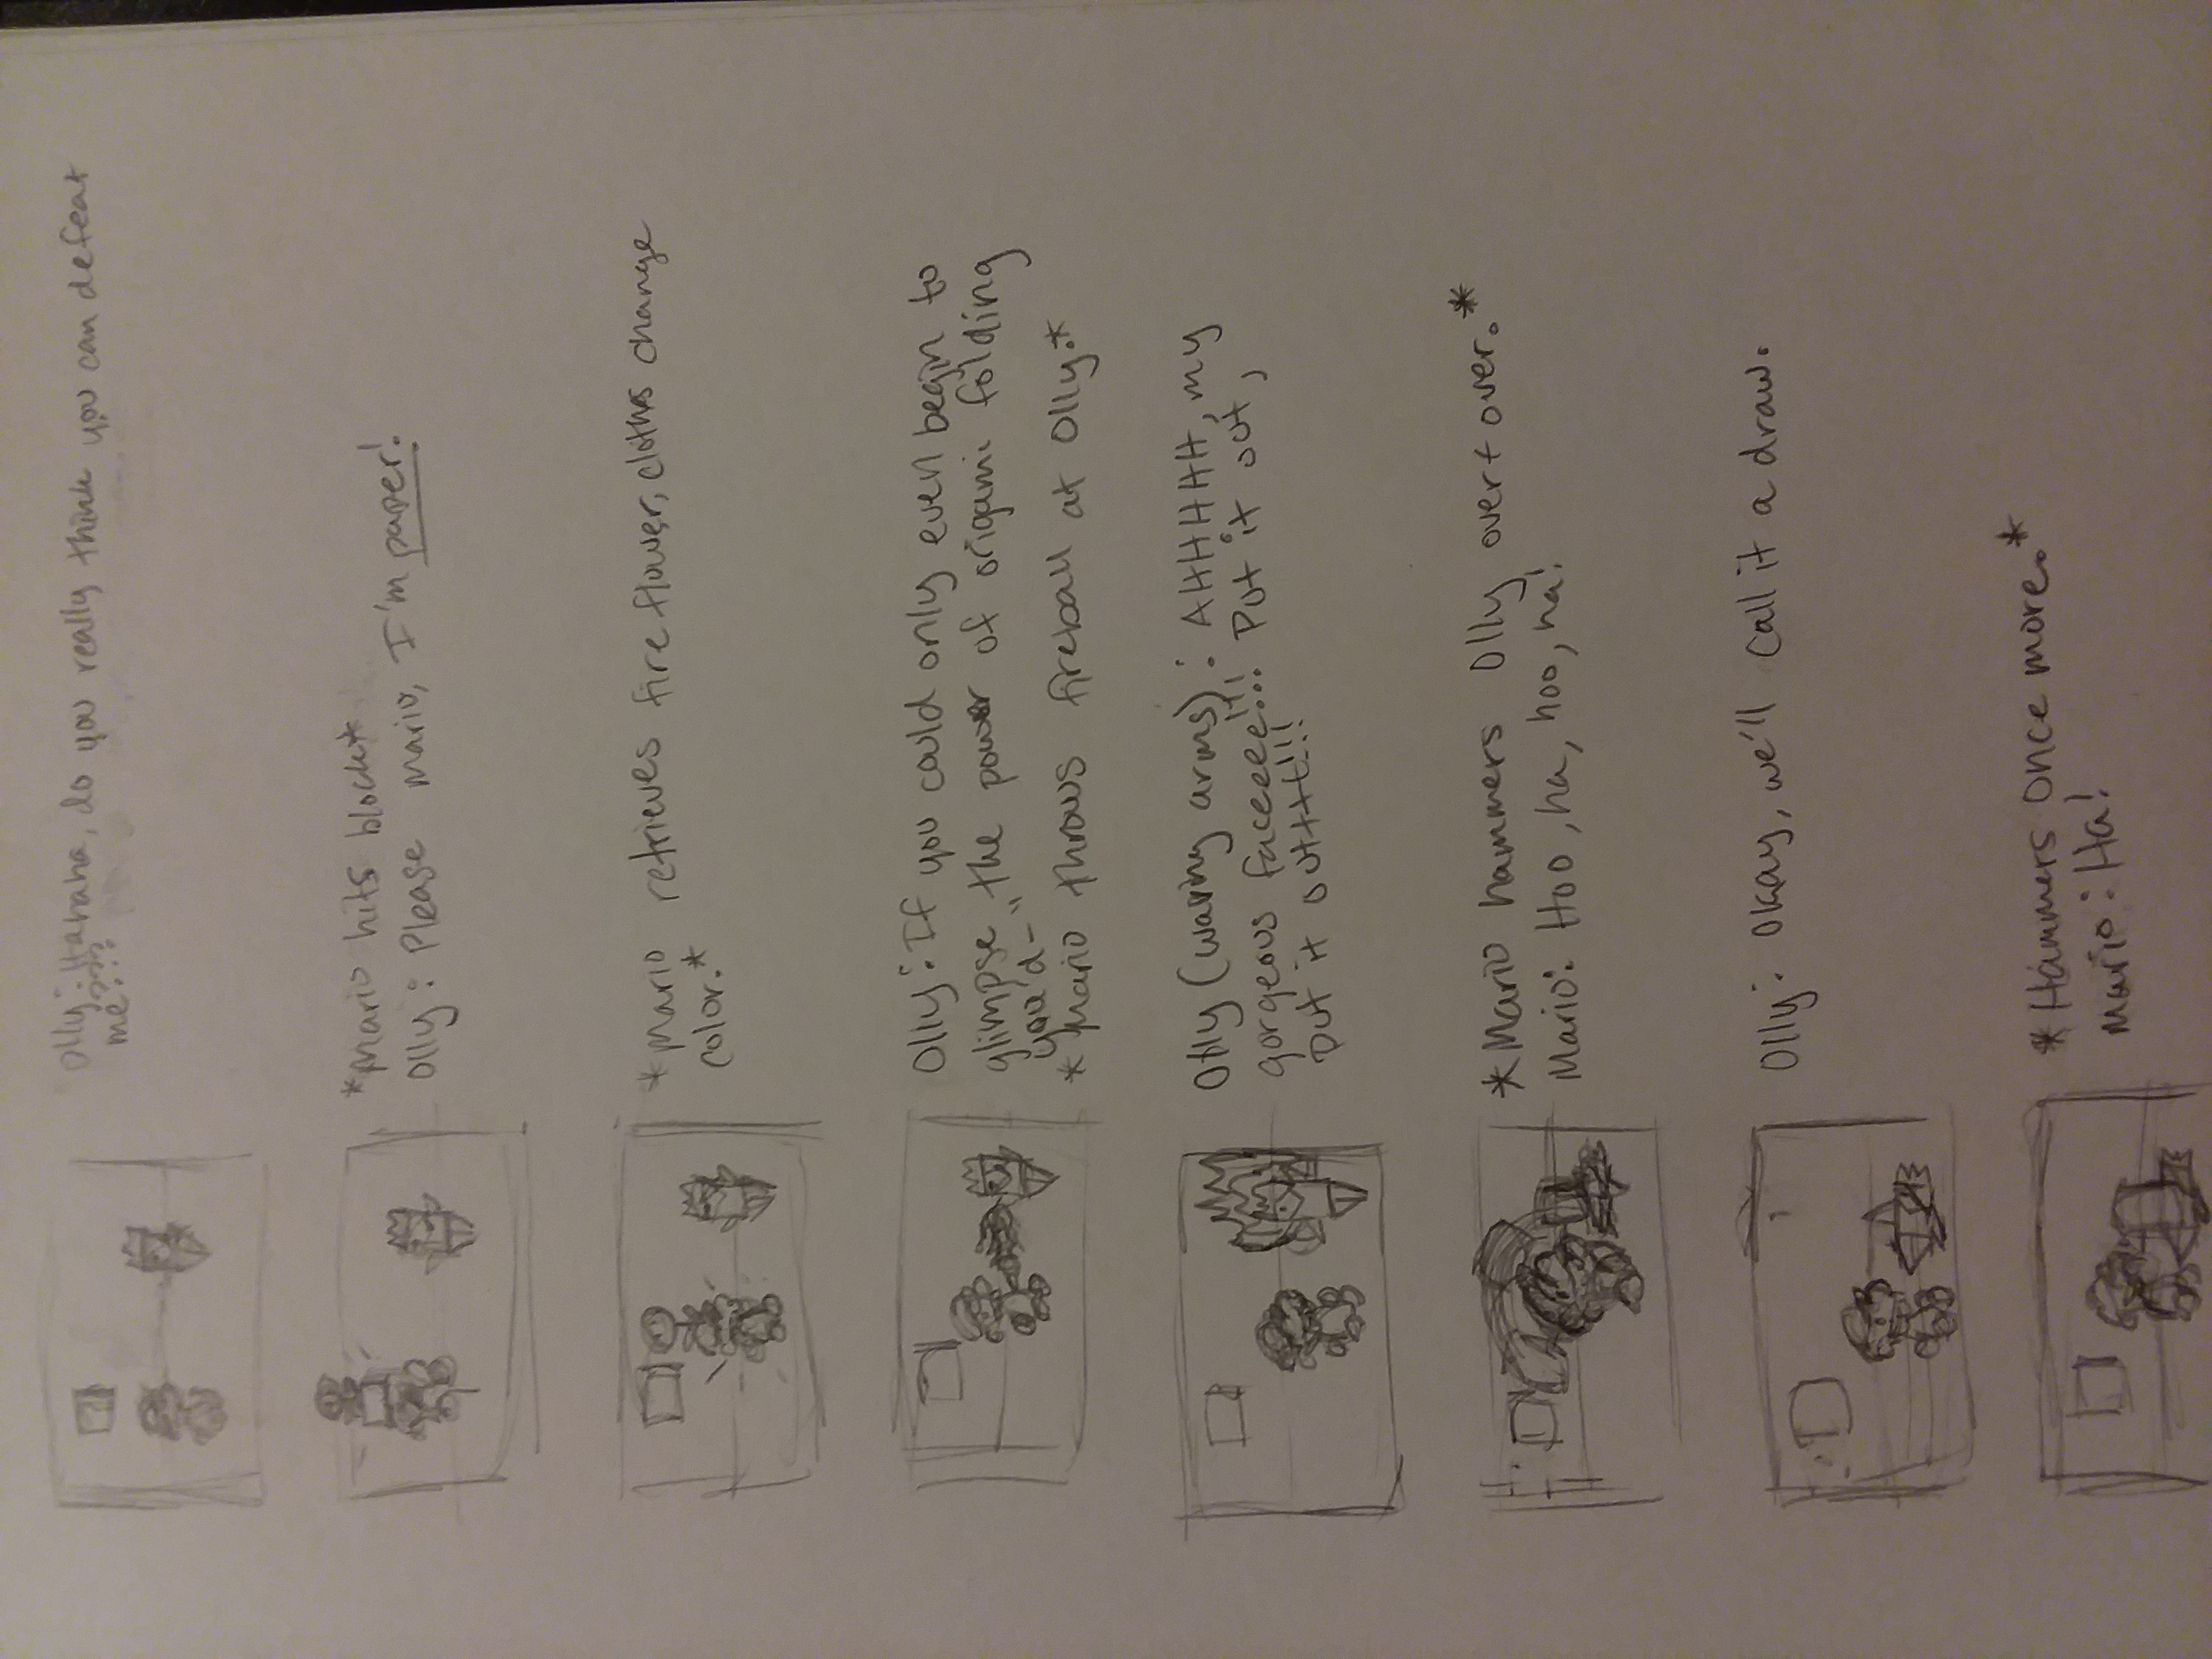 Olly: Hahaha, do you really think you can defeat
me???
*Mario hits block*
Olly: Please Mario, I'm paper!
*Mario retrieves fire flower, clothes change
color.*
Olly: If you could only even begin to
glimpse the power of origami folding
you'd-"
*Mario throws fireball at Olly.*
Olly (waving arms): AHHHHH, my
gorgeous faceeee!!! Put it out,
put it outttt!!!
*Mario hammers Olly over + over.*
Mario: Hoo, ha, hoo, ha!
Olly: Okay, we'll call it a draw.
*Hammers once more.*
Mario: Ha!